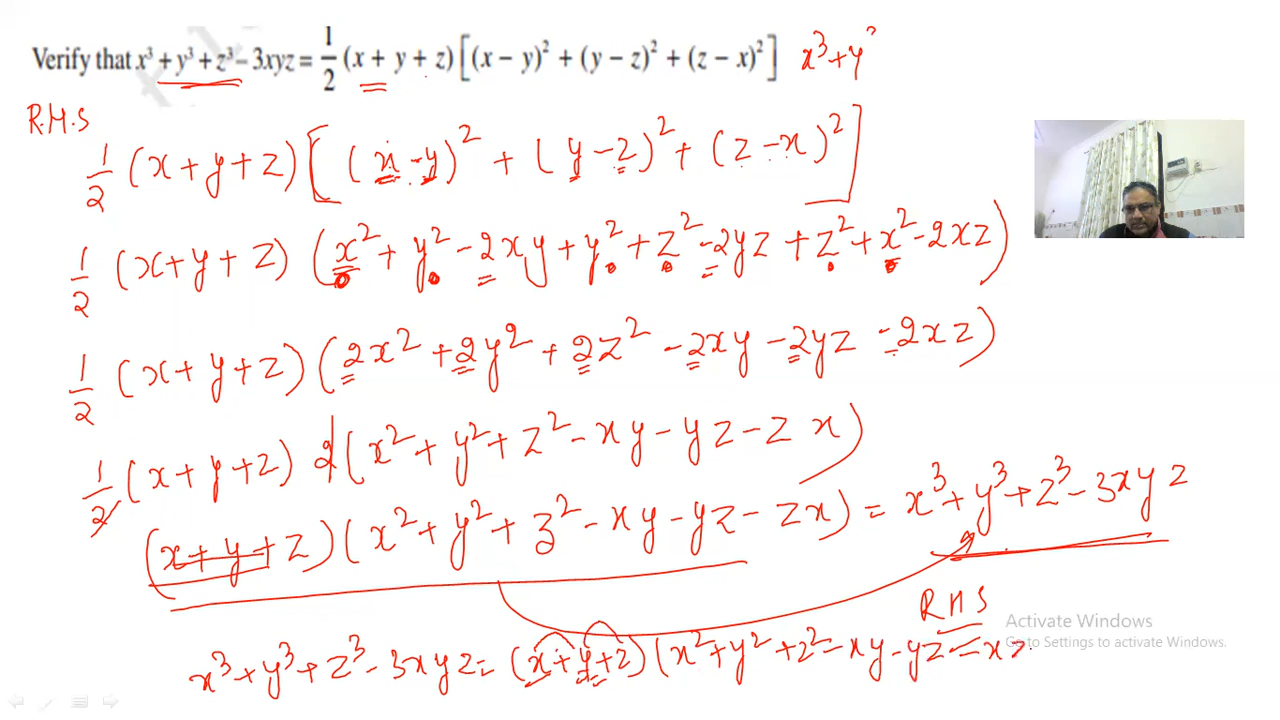 Verify that x³ + y³ + z³ – 3xyz = 1/2 (x + y + z) [(x – y)² + (y – z)² + (z – x)²] x³+y³
R.H.S
1/2 (x+y+z) [(x-y)² + (y-z)² + (z-x)²]
1/2 (x+y+z) (x² + y² - 2xy + y² + z² - 2yz + z² + x² - 2xz)
1/2 (x+y+z) (2x² + 2y² + 2z² - 2xy - 2yz - 2xz)
1/2 (x+y+z) 2(x² + y² + z² - xy - yz - zx)
(x+y+z)(x² + y² + z² - xy - yz - zx) = x³ + y³ + z³ - 3xyz
RHS
x³ + y³ + z³ - 3xyz = (x+y+z)(x² + y² + z² - xy - yz - xz
Activate Windows
Go to Settings to activate Windows.